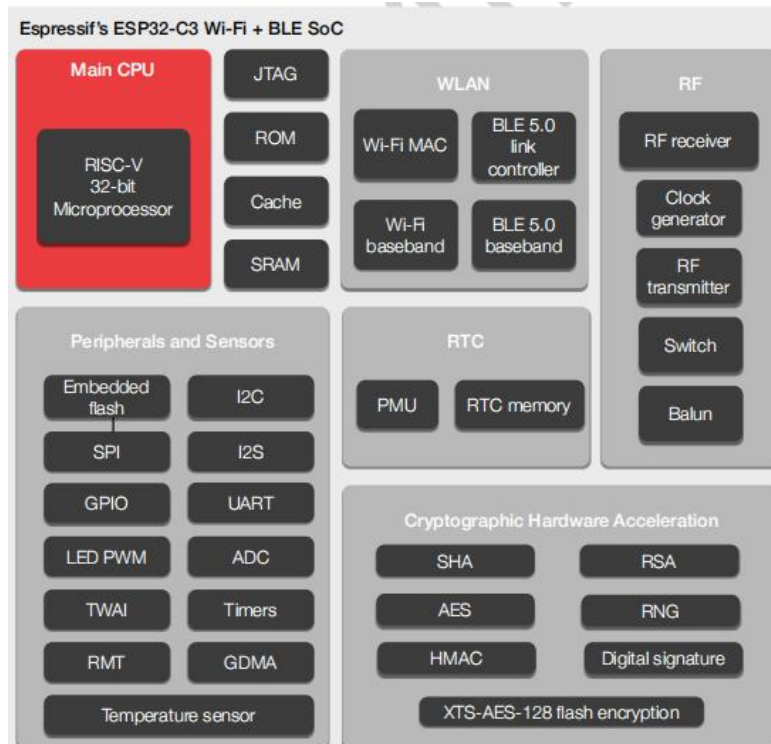 Espressif's ESP32-C3 Wi-Fi + BLE SoC
Main CPU
RISC-V
32-bit
Microprocessor
JTAG
ROM
Cache
SRAM
WLAN
Wi-Fi MAC
BLE 5.0
link
controller
Wi-Fi
baseband
BLE 5.0
baseband
RF
RF receiver
Clock
generator
RF
transmitter
Switch
Balun
Peripherals and Sensors
Embedded
flash
I2C
SPI
I2S
GPIO
UART
LED PWM
ADC
TWAI
Timers
RMT
GDMA
Temperature sensor
RTC
PMU
RTC memory
Cryptographic Hardware Acceleration
SHA
RSA
AES
RNG
HMAC
Digital signature
XTS-AES-128 flash encryption